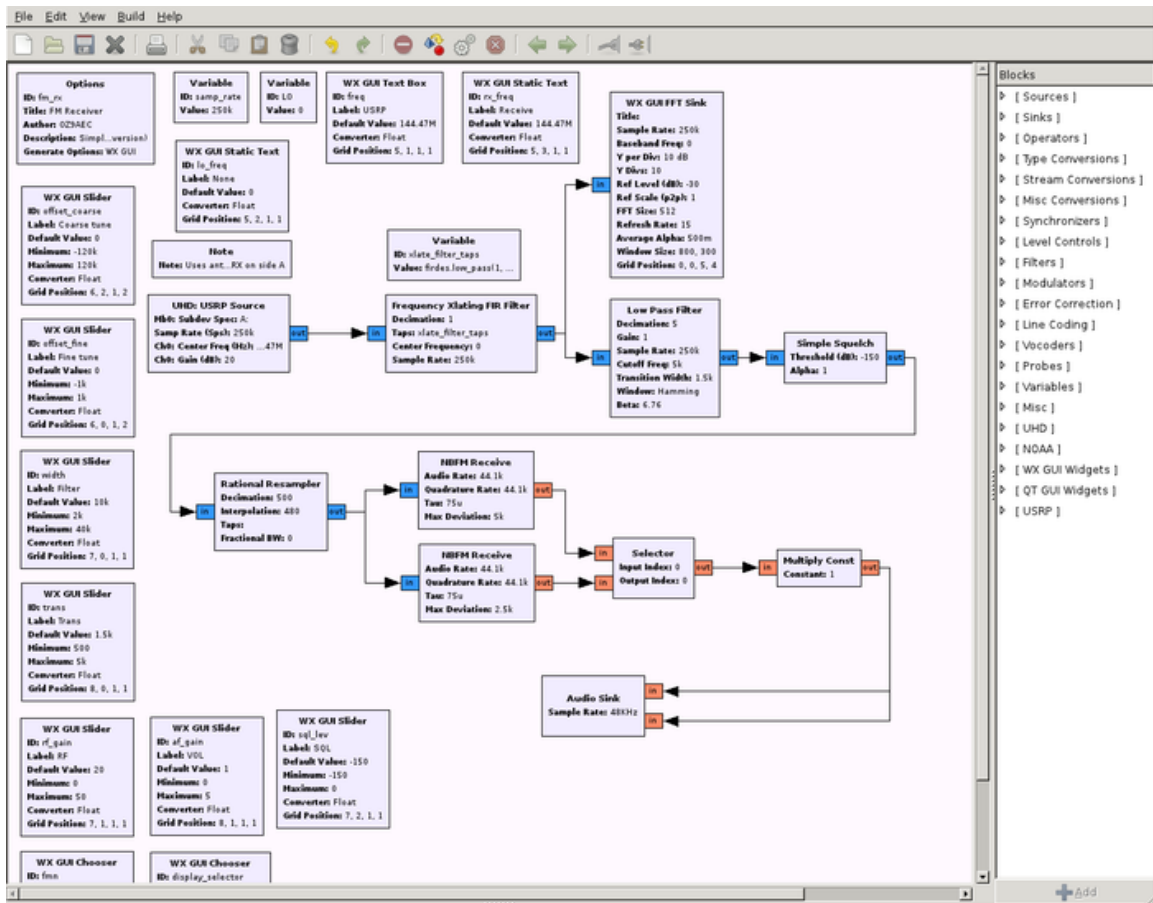 File Edit View Build Help
Options
ID: fm_rx
Title: FM Receiver
Author: OZ9AEC
Description: Simpl...version)
Generate Options: WX GUI
Variable
ID: samp_rate
Value: 250k
Variable
ID: LO
Value: 0
WX GUI Text Box
ID: freq
Label: USRP
Default Value: 144.47M
Converter: Float
Grid Position: 5, 1, 1, 1
WX GUI Static Text
ID: rx_freq
Label: Receive
Default Value: 144.47M
Converter: Float
Grid Position: 5, 3, 1, 1
WX GUI FFT Sink
Title:
Sample Rate: 250k
Baseband Freq: 0
Y per Div: 10 dB
Y Divs: 10
Ref Level (dB): -30
Ref Scale (p2p): 1
FFT Size: 512
Refresh Rate: 15
Average Alpha: 500m
Window Size: 800, 300
Grid Position: 0, 0, 5, 4
in
WX GUI Static Text
ID: lo_freq
Label: None
Default Value: 0
Converter: Float
Grid Position: 5, 2, 1, 1
WX GUI Slider
ID: offset_coarse
Label: Coarse tune
Default Value: 0
Minimum: -120k
Maximum: 120k
Converter: Float
Grid Position: 6, 2, 1, 2
Note
Note: Uses ant...RX on side A
Variable
ID: xlate_filter_taps
Value: firdes.low_pass(1, ...
UHD: USRP Source
Mb0: Subdev Spec: A:
Samp Rate (Sps): 250k
Ch0: Center Freq (Hz): ...47M
Ch0: Gain (dB): 20
out
in
Frequency Xlating FIR Filter
Decimation: 1
Taps: xlate_filter_taps
Center Frequency: 0
Sample Rate: 250k
out
in
Low Pass Filter
Decimation: 5
Gain: 1
Sample Rate: 250k
Cutoff Freq: 5k
Transition Width: 1.5k
Window: Hamming
Beta: 6.76
out
in
Simple Squelch
Threshold (dB): -150
Alpha: 1
out
WX GUI Slider
ID: offset_fine
Label: Fine tune
Default Value: 0
Minimum: -1k
Maximum: 1k
Converter: Float
Grid Position: 6, 0, 1, 2
WX GUI Slider
ID: width
Label: Filter
Default Value: 10k
Minimum: 2k
Maximum: 40k
Converter: Float
Grid Position: 7, 0, 1, 1
in
Rational Resampler
Decimation: 500
Interpolation: 480
Taps:
Fractional BW: 0
out
in
NBFM Receive
Audio Rate: 44.1k
Quadrature Rate: 44.1k
Tau: 75u
Max Deviation: 5k
out
in
NBFM Receive
Audio Rate: 44.1k
Quadrature Rate: 44.1k
Tau: 75u
Max Deviation: 2.5k
out
in
in
Selector
Input Index: 0
Output Index: 0
out
in
Multiply Const
Constant: 1
out
WX GUI Slider
ID: trans
Label: Trans
Default Value: 1.5k
Minimum: 500
Maximum: 5k
Converter: Float
Grid Position: 8, 0, 1, 1
Audio Sink
Sample Rate: 48KHz
in
in
WX GUI Slider
ID: rf_gain
Label: RF
Default Value: 20
Minimum: 0
Maximum: 50
Converter: Float
Grid Position: 7, 1, 1, 1
WX GUI Slider
ID: af_gain
Label: VOL
Default Value: 1
Minimum: 0
Maximum: 5
Converter: Float
Grid Position: 8, 1, 1, 1
WX GUI Slider
ID: sql_lev
Label: SQL
Default Value: -150
Minimum: -150
Maximum: 0
Converter: Float
Grid Position: 7, 2, 1, 1
WX GUI Chooser
ID: fmn
WX GUI Chooser
ID: display_selector
Blocks
[ Sources ]
[ Sinks ]
[ Operators ]
[ Type Conversions ]
[ Stream Conversions ]
[ Misc Conversions ]
[ Synchronizers ]
[ Level Controls ]
[ Filters ]
[ Modulators ]
[ Error Correction ]
[ Line Coding ]
[ Vocoders ]
[ Probes ]
[ Variables ]
[ Misc ]
[ UHD ]
[ NOAA ]
[ WX GUI Widgets ]
[ QT GUI Widgets ]
[ USRP ]
Add